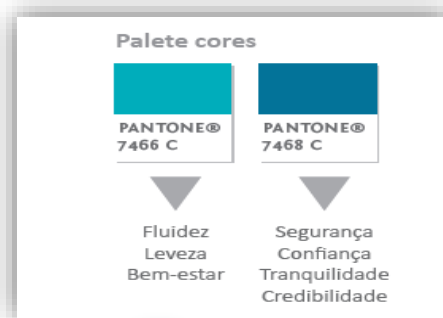 Palete cores
PANTONE®
7466 C
PANTONE®
7468 C
Fluidez
Leveza
Bem-estar
Segurança
Confiança
Tranquilidade
Credibilidade